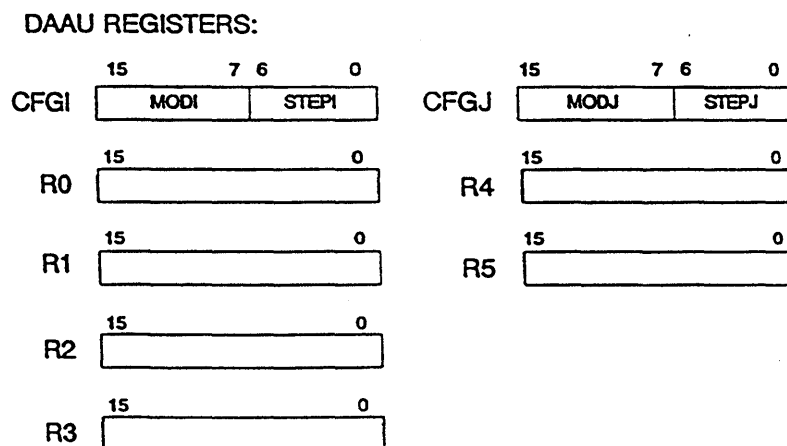 DAAU REGISTERS:
15 7 6 0 15 7 6 0
CFGI MODI STEPI CFGJ MODJ STEPJ
15 0 15 0
R0 R4
15 0 15 0
R1 R5
15 0
R2
15 0
R3